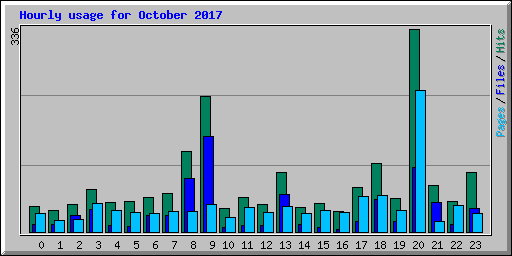 Hourly usage for October 2017
336
Pages / Files / Hits
0 1 2 3 4 5 6 7 8 9 10 11 12 13 14 15 16 17 18 19 20 21 22 23